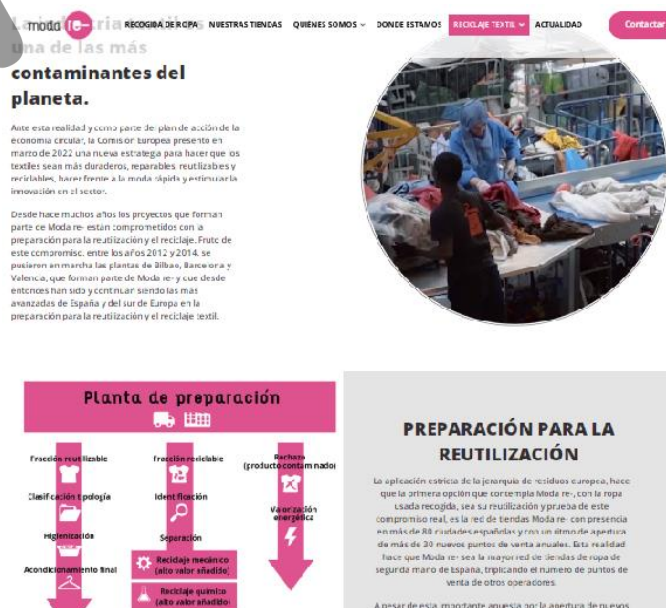 moda re-
RECOGIDA DE ROPA NUESTRAS TIENDAS QUIÉNES SOMOS DONDE ESTAMOS RECICLAJE TEXTIL ACTUALIDAD Contactar
una de las más
contaminantes del
planeta.
Ante esta realidad y como parte del plan de acción de la
economía circular, la Comisión Europea presentó en
marzo de 2022 una nueva estrategia para hacer que los
textiles sean más duraderos, reparables, reutilizables y
reciclables, hacer frente a la moda rápida y estimular la
innovación en el sector.
Desde hace muchos años los proyectos que forman
parte de Moda re- están comprometidos con la
preparación para la reutilización y el reciclaje. Fruto de
este compromiso, entre los años 2012 y 2014, se
pusieron en marcha las plantas de Bilbao, Barcelona y
Valencia, que forman parte de Moda re- y que desde
entonces han sido y continúan siendo las más
avanzadas de España y del sur de Europa en la
preparación para la reutilización y el reciclaje textil.
Planta de preparación
Fracción reutilizable
Clasificación tipología
Higienización
Acondicionamiento final
Fracción reciclable
Identificación
Separación
Reciclaje mecánico
(alto valor añadido)
Reciclaje químico
(alto valor añadido)
Rechazo
(producto contaminado)
Valorización
energética
PREPARACIÓN PARA LA
REUTILIZACIÓN
La aplicación estricta de la jerarquía de residuos europea, hace
que la primera opción que contempla Moda re-, con la ropa
usada recogida, sea su reutilización y prueba de este
compromiso real, es la red de tiendas Moda re- con presencia
en más de 80 ciudades españolas y con un ritmo de apertura
de más de 30 nuevos puntos de venta anuales. Esta realidad
hace que Moda re- sea la mayor red de tiendas de ropa de
segunda mano de España, triplicando el número de puntos de
venta de otros operadores.
A pesar de esta importante apuesta por la apertura de nuevos